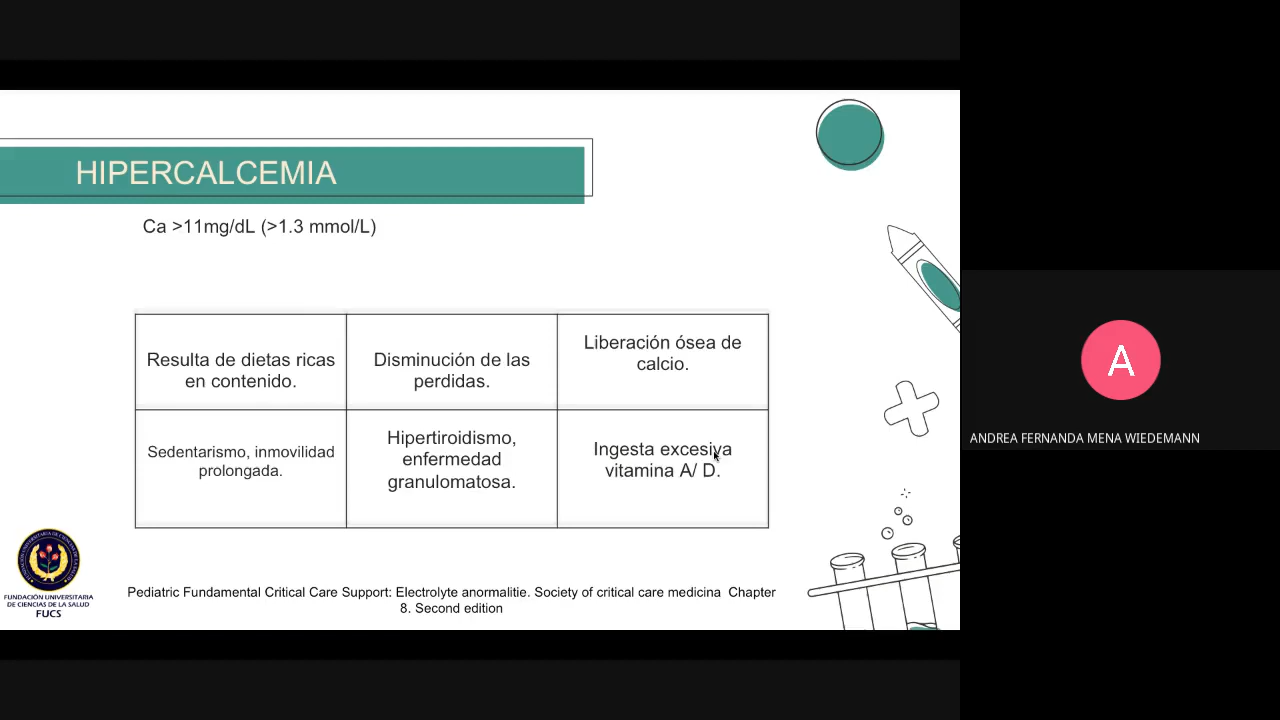 HIPERCALCEMIA
Ca >11mg/dL (>1.3 mmol/L)
Resulta de dietas ricas
en contenido.
Disminución de las
perdidas.
Liberación ósea de
calcio.
Sedentarismo, inmovilidad
prolongada.
Hipertiroidismo,
enfermedad
granulomatosa.
Ingesta excesiva
vitamina A/ D.
FUNDACIÓN UNIVERSITARIA
DE CIENCIAS DE LA SALUD
FUCS
Pediatric Fundamental Critical Care Support: Electrolyte anormalitie. Society of critical care medicina Chapter
8. Second edition
A
ANDREA FERNANDA MENA WIEDEMANN